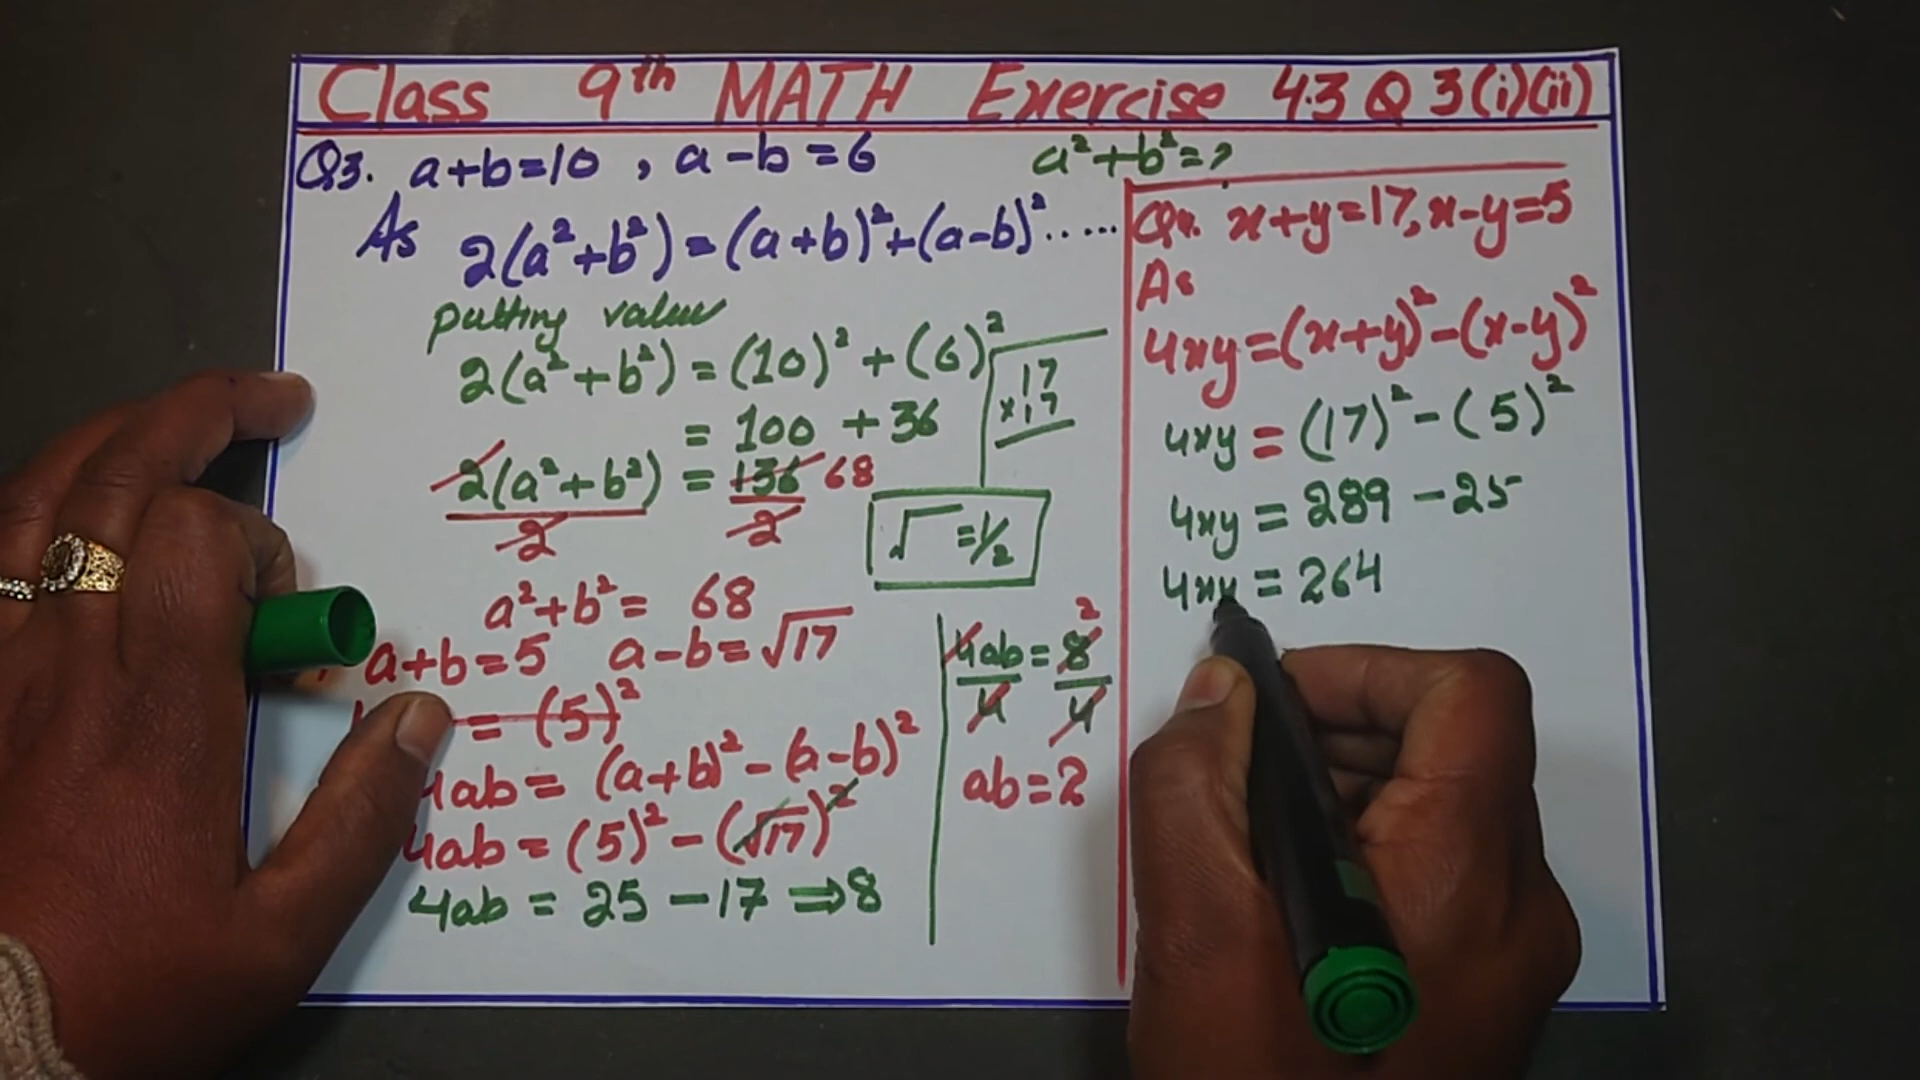 Class 9th MATH Exercise 4.3 Q 3(i)(ii)
Q3. a+b=10 , a-b=6 a²+b²=?
As 2(a²+b²)=(a+b)²+(a-b)².....
putting value
2(a²+b²)=(10)²+(6)²
= 100 + 36
2(a²+b²) = 136 68
2 2
a²+b²= 68
17
×17
√ =1/2
a+b=5 a-b=√17
= (5)²
4ab= (a+b)²-(a-b)²
4ab=(5)²-(√17)²
4ab = 25 -17 ⇒8
4ab=8 2
4 4
ab=2
Q4. x+y=17, x-y=5
As
4xy=(x+y)²-(x-y)²
4xy = (17)²-(5)²
4xy = 289 -25
4xy = 264